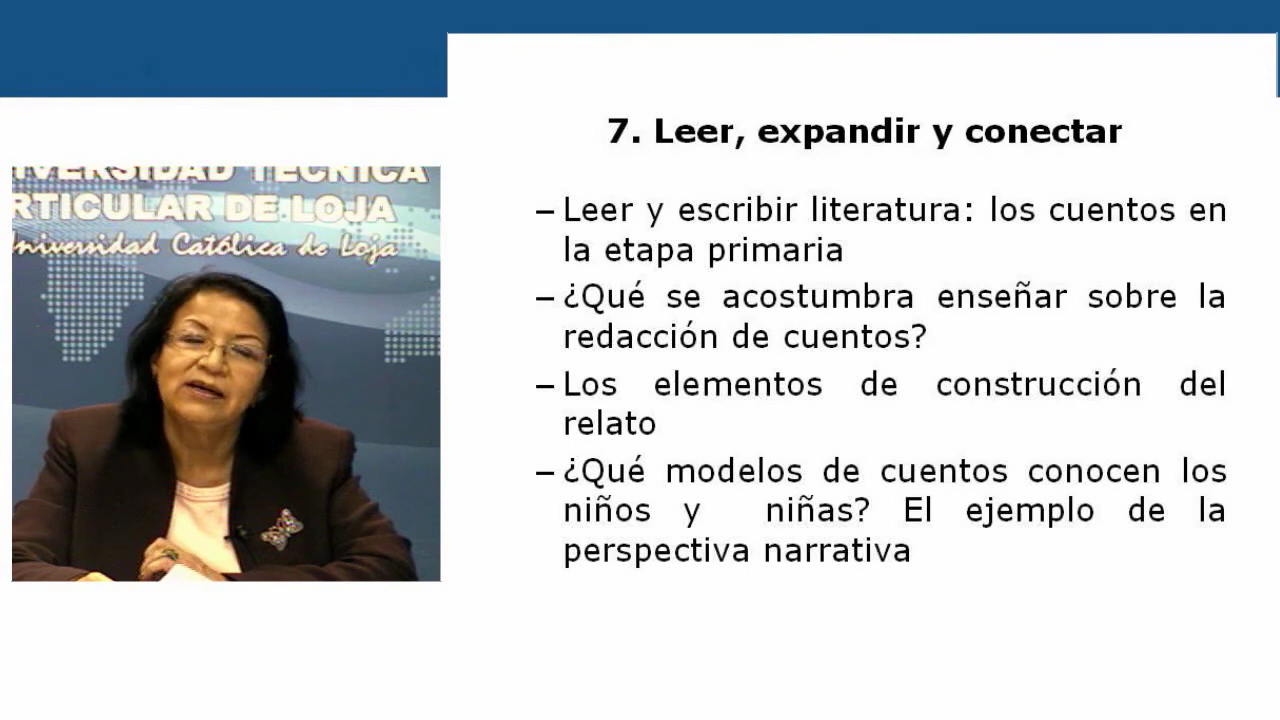 7. Leer, expandir y conectar
– Leer y escribir literatura: los cuentos en
la etapa primaria
– ¿Qué se acostumbra enseñar sobre la
redacción de cuentos?
– Los elementos de construcción del
relato
– ¿Qué modelos de cuentos conocen los
niños y niñas? El ejemplo de la
perspectiva narrativa
IVERSIDAD TECNICA
RTICULAR DE LOJA
niversidad Católica de Loja